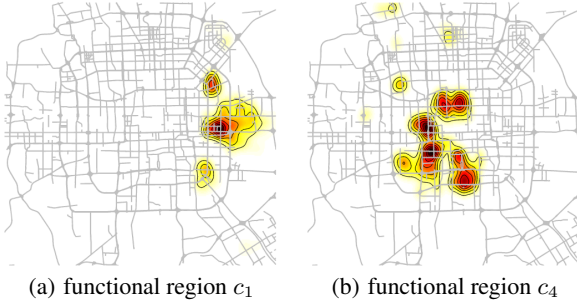 (a) functional region c₁
(b) functional region c₄